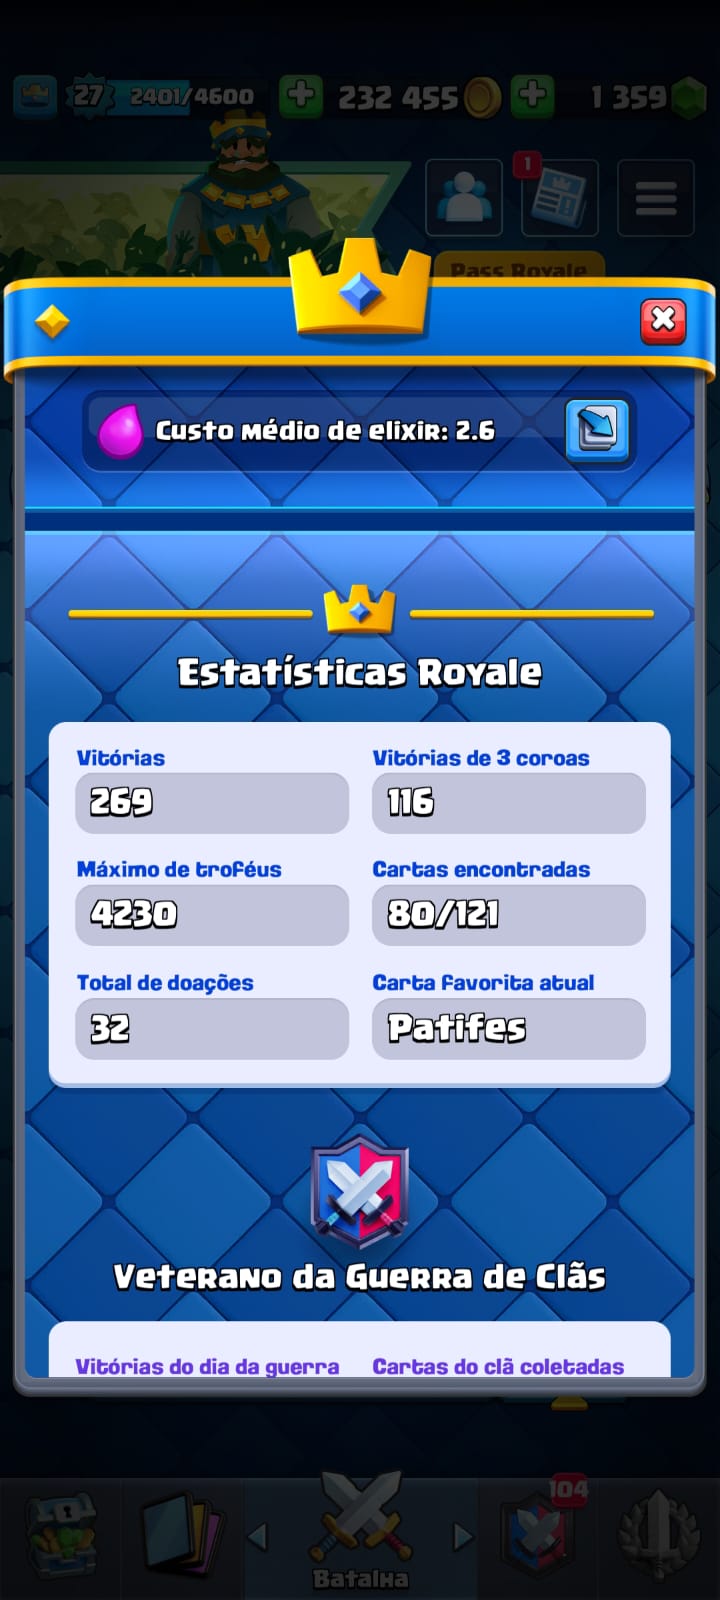 27 2401/4600 232 455 1 359
1
Pass Royale
Custo médio de elixir: 2.6
Estatísticas Royale
Vitórias Vitórias de 3 coroas
269 116
Máximo de troféus Cartas encontradas
4230 80/121
Total de doações Carta favorita atual
32 Patifes
Veterano da Guerra de Clãs
Vitórias do dia da guerra Cartas do clã coletadas
104
Batalha